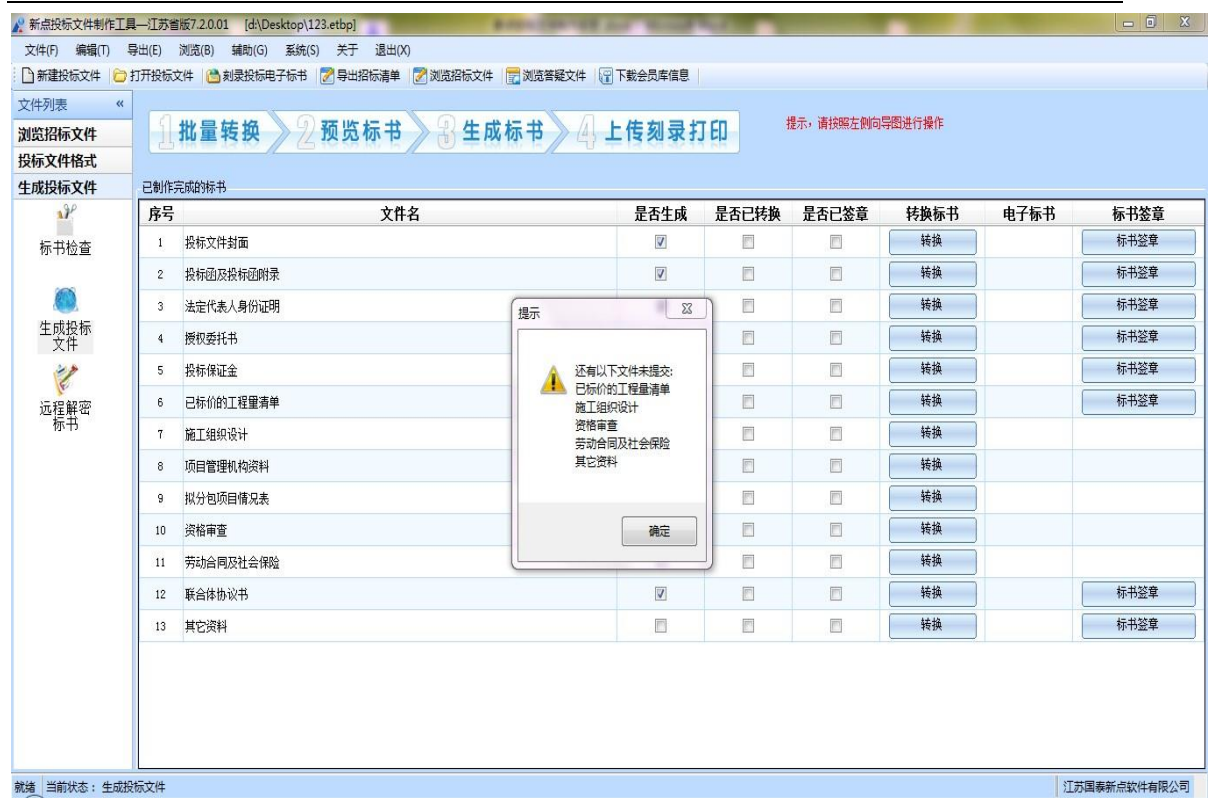 新点投标文件制作工具—江苏省版7.2.0.01 [d:\Desktop\123.etbp]
文件(F) 编辑(T) 导出(E) 浏览(B) 辅助(G) 系统(S) 关于 退出(X)
新建投标文件 打开投标文件 刻录投标电子标书 导出招标清单 浏览招标文件 浏览答疑文件 下载会员库信息
文件列表 «
浏览招标文件
投标文件格式
生成投标文件
标书检查
生成投标
文件
远程解密
标书
1 批量转换 2 预览标书 3 生成标书 4 上传刻录打印 提示,请按照左侧向导图进行操作
已制作完成的标书
序号 文件名 是否生成 是否已转换 是否已签章 转换标书 电子标书 标书签章
1 投标文件封面 转换 标书签章
2 投标函及投标函附录 转换 标书签章
3 法定代表人身份证明 转换 标书签章
4 授权委托书 转换 标书签章
5 投标保证金 转换 标书签章
6 已标价的工程量清单 转换 标书签章
7 施工组织设计 转换
8 项目管理机构资料 转换
9 拟分包项目情况表 转换
10 资格审查 转换
11 劳动合同及社会保险 转换
12 联合体协议书 转换 标书签章
13 其它资料 转换 标书签章
提示
还有以下文件未提交:
已标价的工程量清单
施工组织设计
资格审查
劳动合同及社会保险
其它资料
确定
就绪 当前状态：生成投标文件 江苏国泰新点软件有限公司